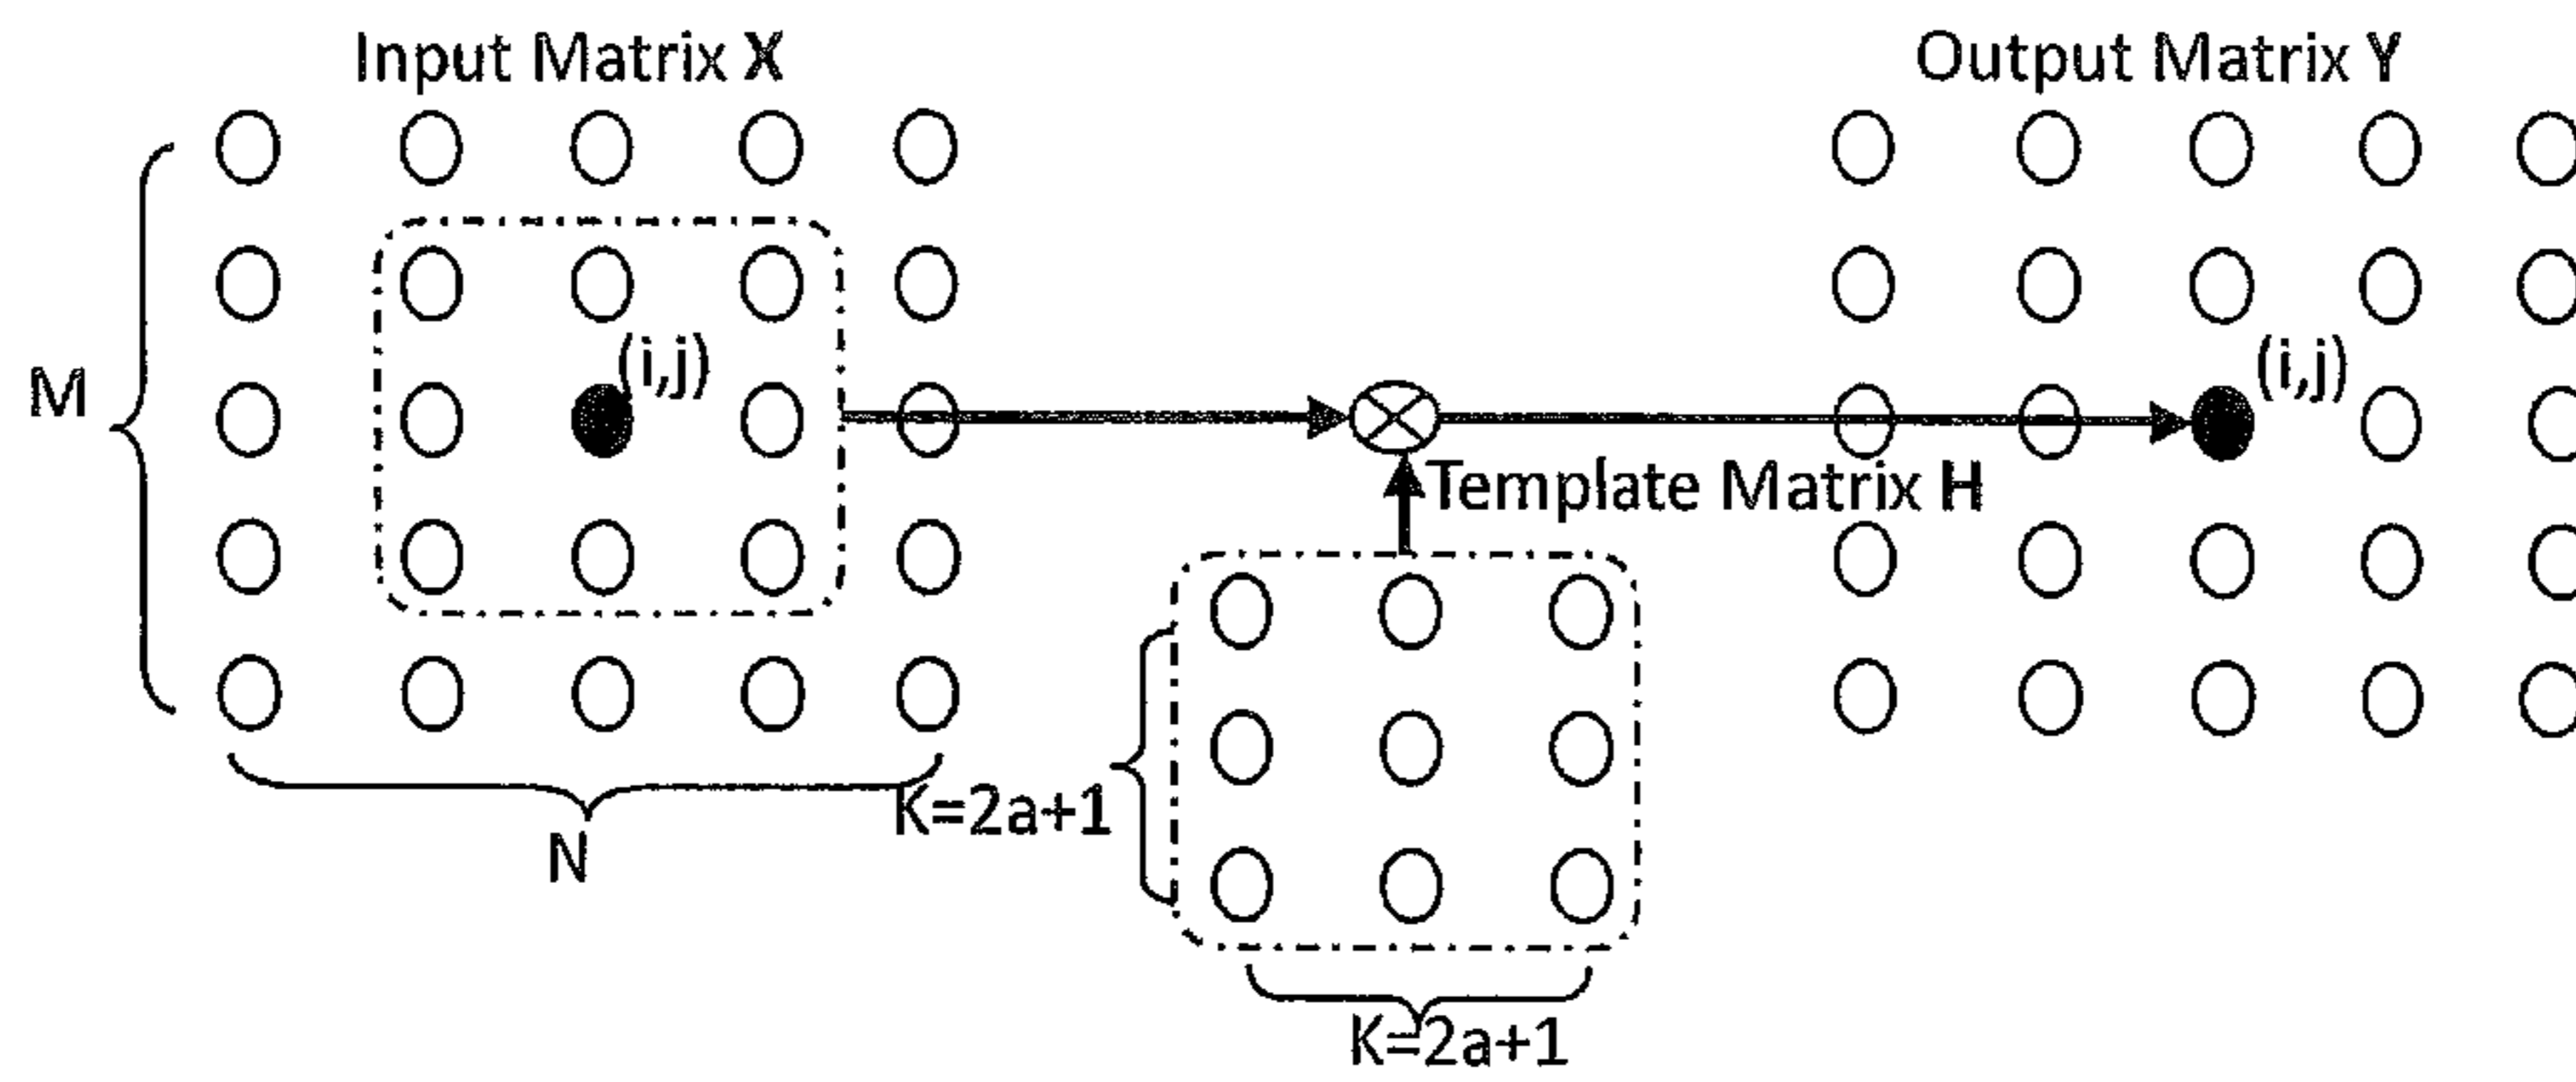 Input Matrix X
Output Matrix Y
(i,j)
(i,j)
M
Template Matrix H
K=2a+1
N
K=2a+1